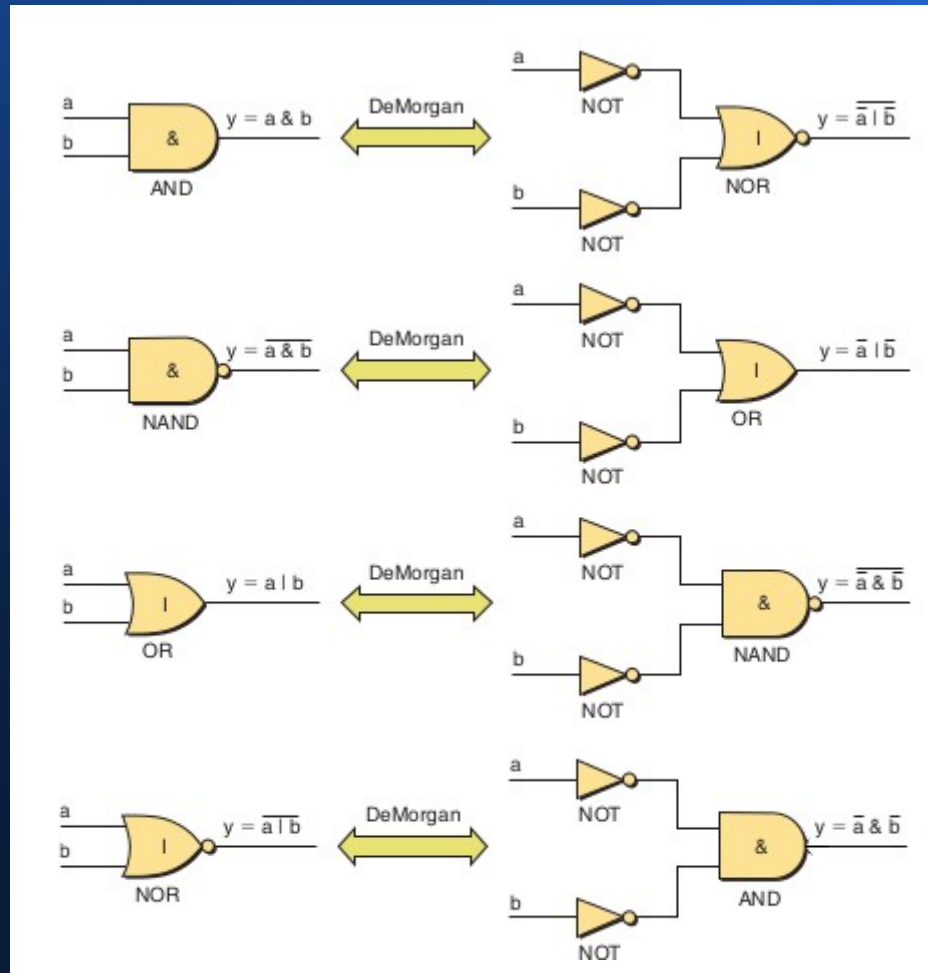 a
b
&
y = a & b
AND
DeMorgan
a
NOT
b
NOT
|
y = a̅ | b̅
NOR
a
b
&
y = a & b
NAND
DeMorgan
a
NOT
b
NOT
|
y = a̅ | b̅
OR
a
b
|
y = a | b
OR
DeMorgan
a
NOT
b
NOT
&
y = a̅ & b̅
NAND
a
b
|
y = a | b
NOR
DeMorgan
a
NOT
b
NOT
&
y = a̅ & b̅
AND